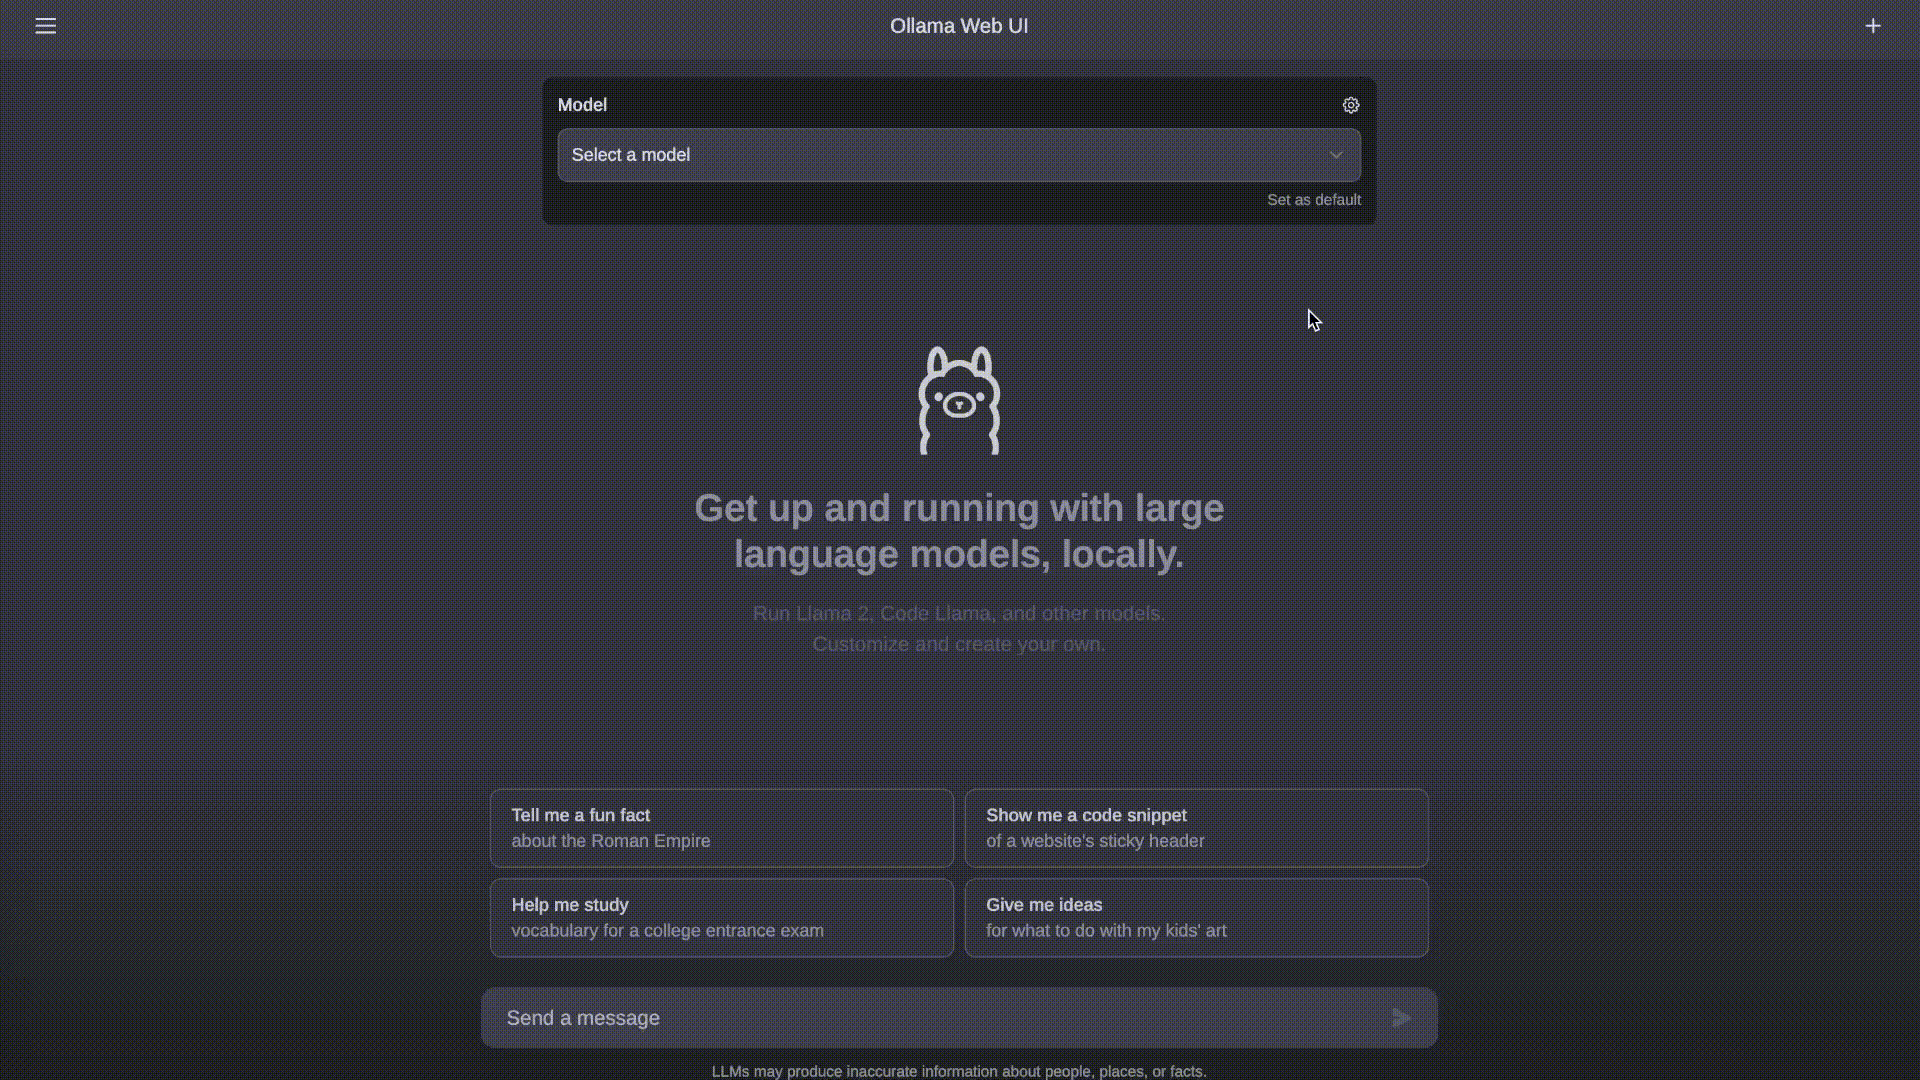 Ollama Web UI
Model
Select a model
Set as default
Get up and running with large
language models, locally.
Run Llama 2, Code Llama, and other models.
Customize and create your own.
Tell me a fun fact
about the Roman Empire
Show me a code snippet
of a website's sticky header
Help me study
vocabulary for a college entrance exam
Give me ideas
for what to do with my kids' art
Send a message
LLMs may produce inaccurate information about people, places, or facts.